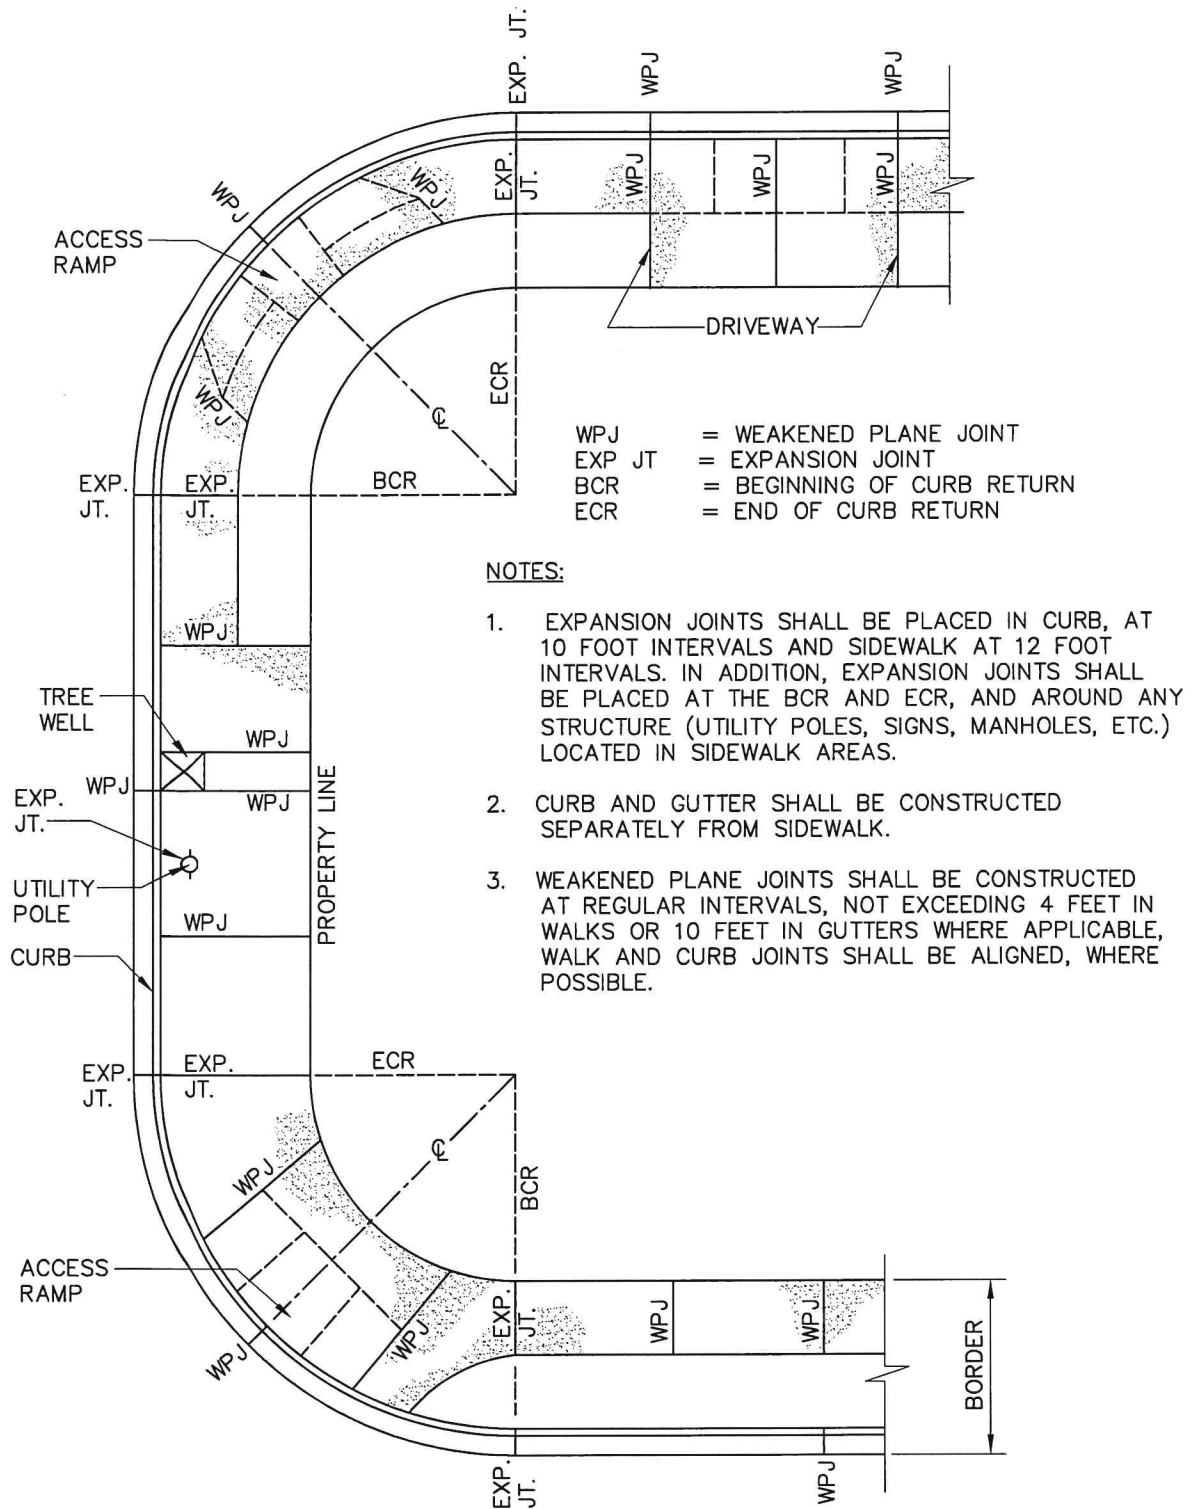 EXP. JT.
WPJ
WPJ
EXP.
JT.
WPJ
WPJ
WPJ
WPJ
WPJ
ACCESS
RAMP
DRIVEWAY
ECR
WPJ
℄
WPJ = WEAKENED PLANE JOINT
EXP JT = EXPANSION JOINT
BCR = BEGINNING OF CURB RETURN
ECR = END OF CURB RETURN
EXP.
JT.
EXP.
JT.
BCR
NOTES:
1. EXPANSION JOINTS SHALL BE PLACED IN CURB, AT
10 FOOT INTERVALS AND SIDEWALK AT 12 FOOT
INTERVALS. IN ADDITION, EXPANSION JOINTS SHALL
BE PLACED AT THE BCR AND ECR, AND AROUND ANY
STRUCTURE (UTILITY POLES, SIGNS, MANHOLES, ETC.)
LOCATED IN SIDEWALK AREAS.
2. CURB AND GUTTER SHALL BE CONSTRUCTED
SEPARATELY FROM SIDEWALK.
3. WEAKENED PLANE JOINTS SHALL BE CONSTRUCTED
AT REGULAR INTERVALS, NOT EXCEEDING 4 FEET IN
WALKS OR 10 FEET IN GUTTERS WHERE APPLICABLE,
WALK AND CURB JOINTS SHALL BE ALIGNED, WHERE
POSSIBLE.
WPJ
TREE
WELL
WPJ
WPJ
WPJ
EXP.
JT.
PROPERTY LINE
UTILITY
POLE
WPJ
CURB
EXP.
JT.
EXP.
JT.
ECR
℄
WPJ
BCR
ACCESS
RAMP
WPJ
WPJ
EXP.
JT.
WPJ
WPJ
BORDER
EXP.
JT.
WPJ